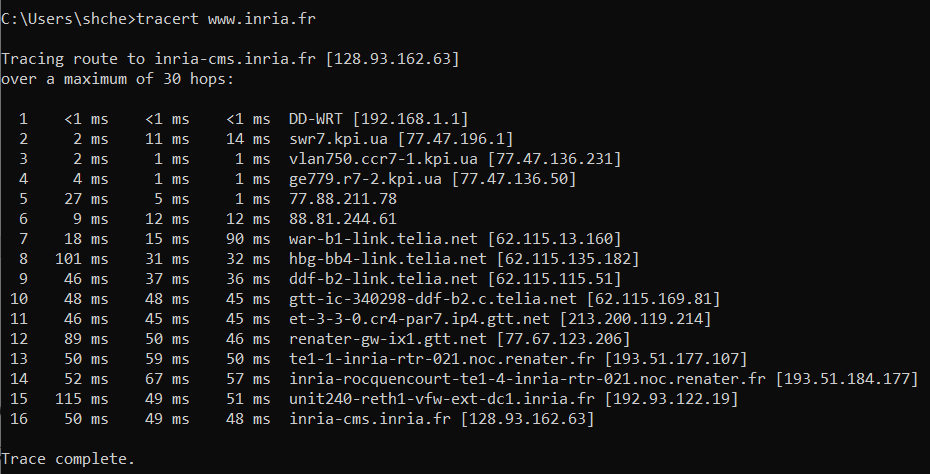 C:\Users\shche>tracert www.inria.fr
Tracing route to inria-cms.inria.fr [128.93.162.63]
over a maximum of 30 hops:
1 <1 ms <1 ms <1 ms DD-WRT [192.168.1.1]
2 2 ms 11 ms 14 ms swr7.kpi.ua [77.47.196.1]
3 2 ms 1 ms 1 ms vlan750.ccr7-1.kpi.ua [77.47.136.231]
4 4 ms 1 ms 1 ms ge779.r7-2.kpi.ua [77.47.136.50]
5 27 ms 5 ms 1 ms 77.88.211.78
6 9 ms 12 ms 12 ms 88.81.244.61
7 18 ms 15 ms 90 ms war-b1-link.telia.net [62.115.13.160]
8 101 ms 31 ms 32 ms hbg-bb4-link.telia.net [62.115.135.182]
9 46 ms 37 ms 36 ms ddf-b2-link.telia.net [62.115.115.51]
10 48 ms 48 ms 45 ms gtt-ic-340298-ddf-b2.c.telia.net [62.115.169.81]
11 46 ms 45 ms 45 ms et-3-3-0.cr4-par7.ip4.gtt.net [213.200.119.214]
12 89 ms 50 ms 46 ms renater-gw-ix1.gtt.net [77.67.123.206]
13 50 ms 59 ms 50 ms te1-1-inria-rtr-021.noc.renater.fr [193.51.177.107]
14 52 ms 67 ms 57 ms inria-rocquencourt-te1-4-inria-rtr-021.noc.renater.fr [193.51.184.177]
15 115 ms 49 ms 51 ms unit240-reth1-vfw-ext-dc1.inria.fr [192.93.122.19]
16 50 ms 49 ms 48 ms inria-cms.inria.fr [128.93.162.63]
Trace complete.